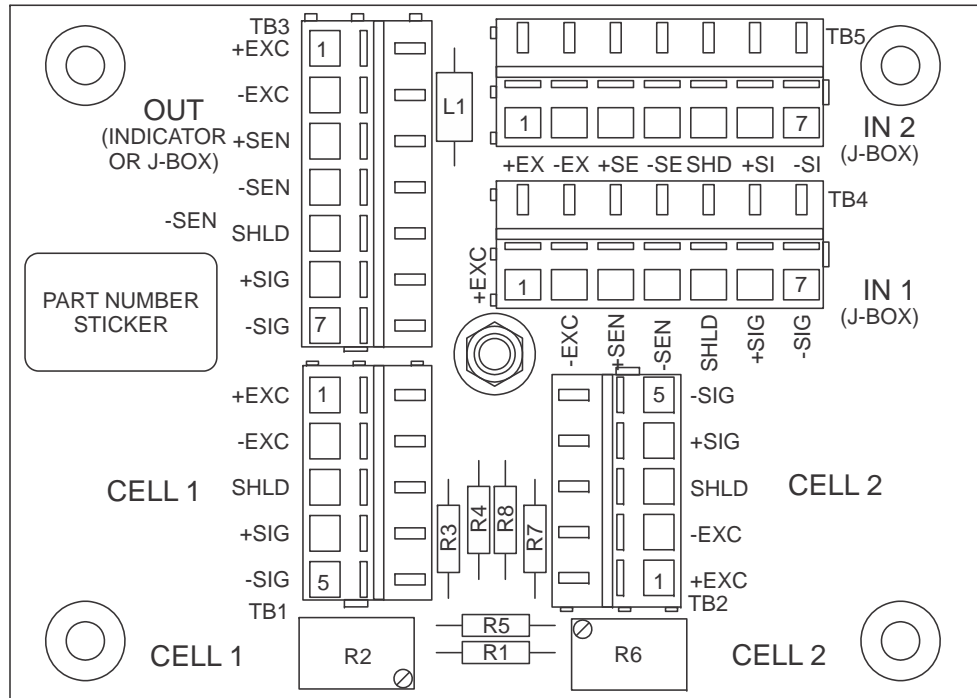 TB3
+EXC
1
-EXC
OUT
(INDICATOR
OR J-BOX)
+SEN
-SEN
-SEN
SHLD
+SIG
-SIG
7
PART NUMBER
STICKER
L1
TB5
1
7
IN 2
(J-BOX)
+EX -EX +SE -SE SHD +SI -SI
TB4
+EXC
1
7
IN 1
(J-BOX)
-EXC
+SEN
-SEN
SHLD
+SIG
-SIG
+EXC
1
-EXC
CELL 1
SHLD
+SIG
-SIG
5
TB1
R3
R4
R8
R7
5
-SIG
+SIG
SHLD
CELL 2
-EXC
1
+EXC
TB2
CELL 1
R2
R5
R1
R6
CELL 2